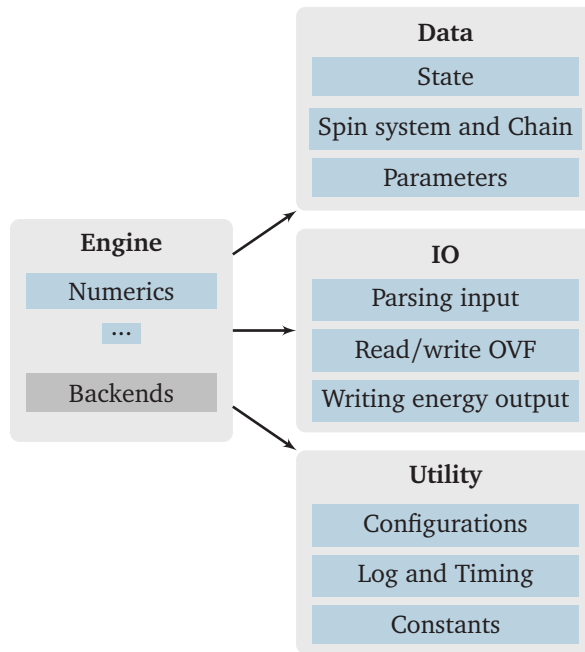 Data
State
Spin system and Chain
Parameters
Engine
Numerics
...
Backends
IO
Parsing input
Read/write OVF
Writing energy output
Utility
Configurations
Log and Timing
Constants